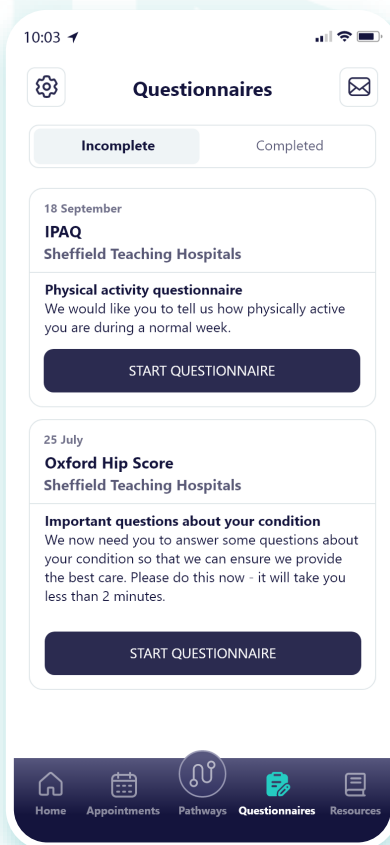 10:03
Questionnaires
Incomplete
Completed
18 September
IPAQ
Sheffield Teaching Hospitals
Physical activity questionnaire
We would like you to tell us how physically active
you are during a normal week.
START QUESTIONNAIRE
25 July
Oxford Hip Score
Sheffield Teaching Hospitals
Important questions about your condition
We now need you to answer some questions about
your condition so that we can ensure we provide
the best care. Please do this now - it will take you
less than 2 minutes.
START QUESTIONNAIRE
Home Appointments Pathways Questionnaires Resources